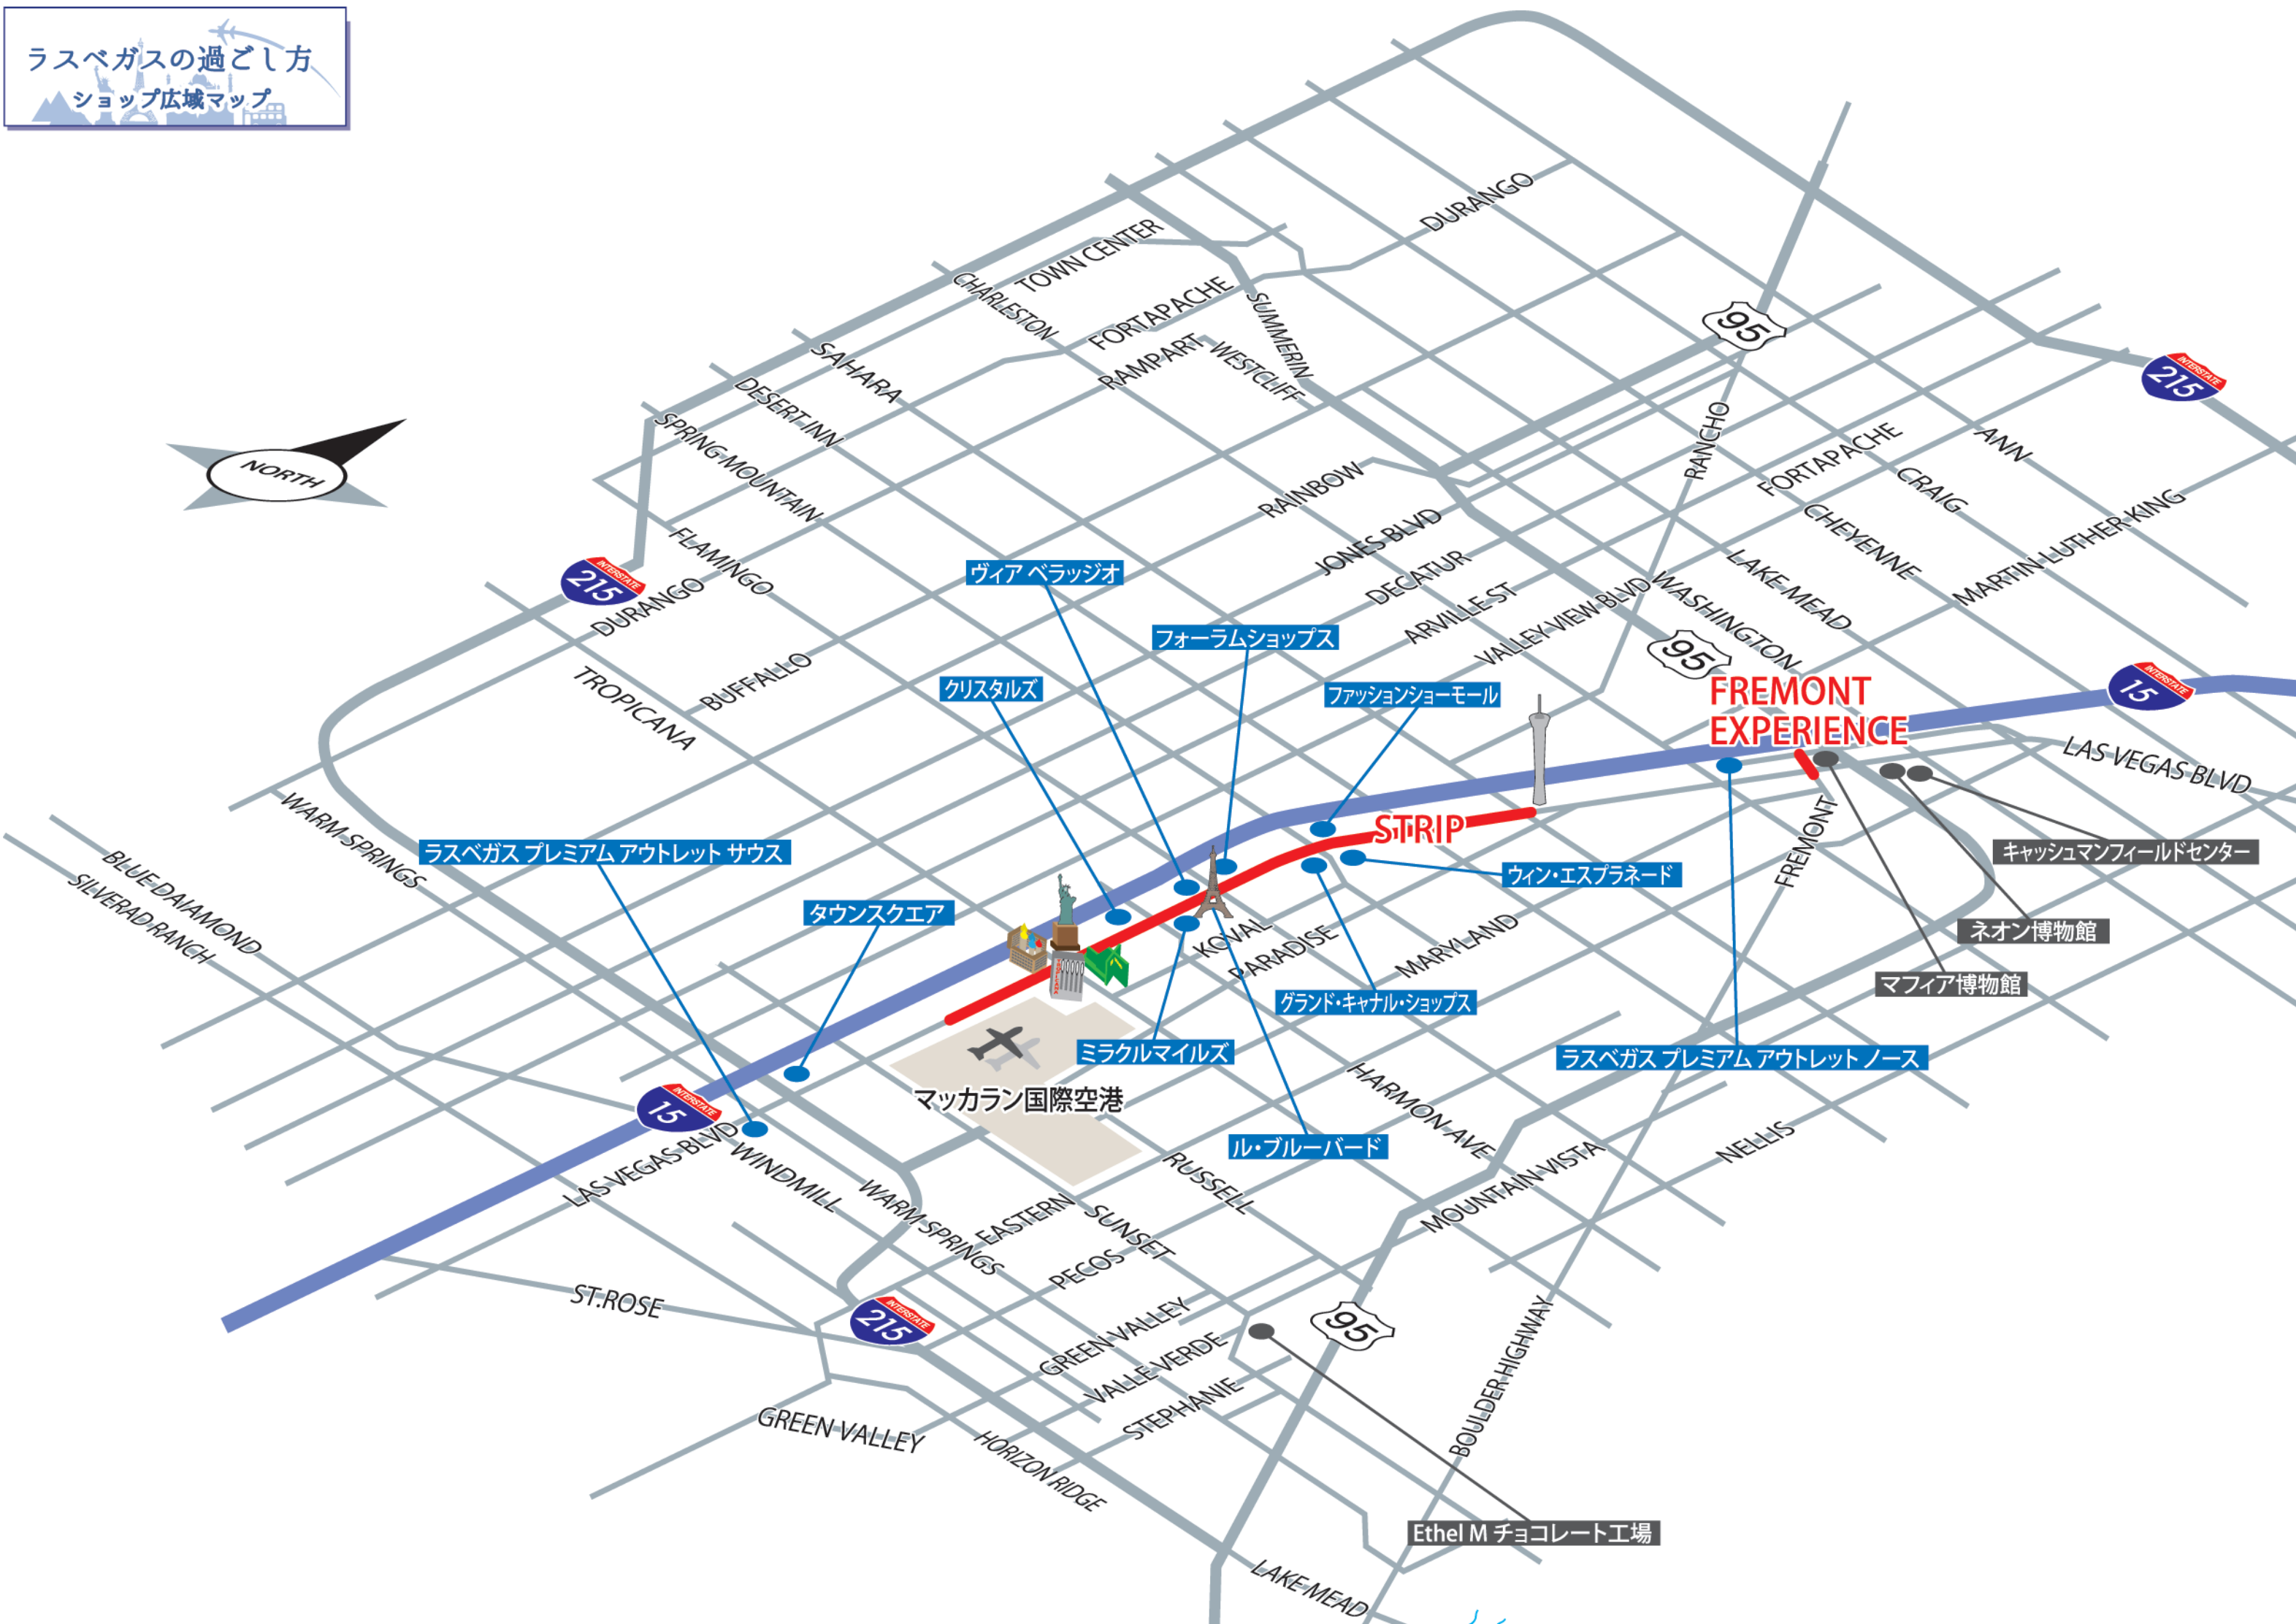 ラスベガスの過ごし方
ショップ広域マップ
NORTH
DURANGO
TOWN CENTER
CHARLESTON
FORTAPACHE
SUMMERIN
RAMPART
WESTCLIFF
SAHARA
DESERT INN
SPRING MOUNTAIN
95
INTERSTATE
215
RANCHO
FORTAPACHE
ANN
CRAIG
CHEYENNE
MARTIN LUTHER KING
RAINBOW
JONES BLVD
DECATUR
ARVILLE ST
VALLEY VIEW BLVD
WASHINGTON
LAKE MEAD
FLAMINGO
INTERSTATE
215
DURANGO
BUFFALLO
TROPICANA
ヴィア ベラッジオ
フォーラムショップス
クリスタルズ
ファッションショーモール
95
FREMONT
EXPERIENCE
INTERSTATE
15
LAS VEGAS BLVD
WARM SPRINGS
BLUE DAIAMOND
SILVERAD RANCH
ラスベガス プレミアム アウトレット サウス
タウンスクエア
STRIP
ウィン・エスプラネード
FREMONT
キャッシュマンフィールドセンター
ネオン博物館
マフィア博物館
KOVAL
PARADISE
MARYLAND
グランド・キャナル・ショップス
ミラクルマイルズ
ラスベガス プレミアム アウトレット ノース
マッカラン国際空港
HARMON AVE
ル・ブルーバード
INTERSTATE
15
LAS VEGAS BLVD
WINDMILL
WARM SPRINGS
EASTERN
SUNSET
RUSSELL
PECOS
MOUNTAIN VISTA
NELLIS
ST.ROSE
INTERSTATE
215
GREEN VALLEY
VALLE VERDE
STEPHANIE
95
BOULDER HIGHWAY
GREEN VALLEY
HORIZON RIDGE
Ethel M チョコレート工場
LAKE MEAD